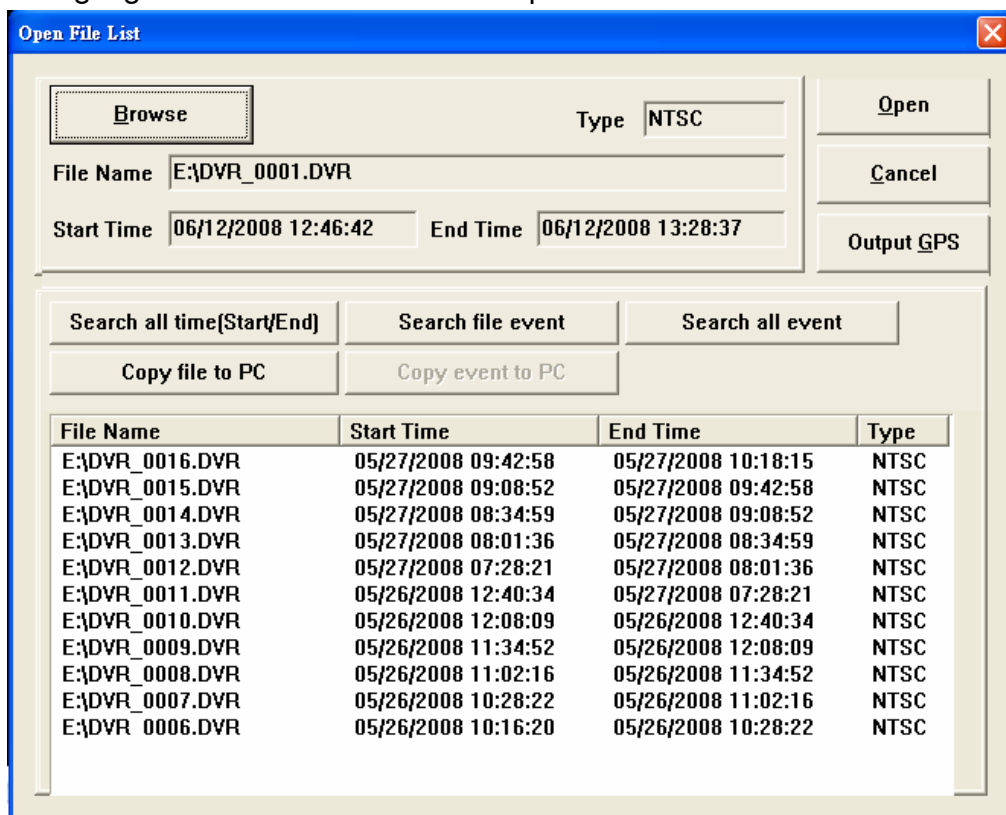 Open File List
Browse
Type NTSC
Open
File Name E:\DVR_0001.DVR
Cancel
Start Time 06/12/2008 12:46:42 End Time 06/12/2008 13:28:37
Output GPS
Search all time(Start/End) Search file event Search all event
Copy file to PC Copy event to PC
File Name Start Time End Time Type
E:\DVR_0016.DVR 05/27/2008 09:42:58 05/27/2008 10:18:15 NTSC
E:\DVR_0015.DVR 05/27/2008 09:08:52 05/27/2008 09:42:58 NTSC
E:\DVR_0014.DVR 05/27/2008 08:34:59 05/27/2008 09:08:52 NTSC
E:\DVR_0013.DVR 05/27/2008 08:01:36 05/27/2008 08:34:59 NTSC
E:\DVR_0012.DVR 05/27/2008 07:28:21 05/27/2008 08:01:36 NTSC
E:\DVR_0011.DVR 05/26/2008 12:40:34 05/27/2008 07:28:21 NTSC
E:\DVR_0010.DVR 05/26/2008 12:08:09 05/26/2008 12:40:34 NTSC
E:\DVR_0009.DVR 05/26/2008 11:34:52 05/26/2008 12:08:09 NTSC
E:\DVR_0008.DVR 05/26/2008 11:02:16 05/26/2008 11:34:52 NTSC
E:\DVR_0007.DVR 05/26/2008 10:28:22 05/26/2008 11:02:16 NTSC
E:\DVR_0006.DVR 05/26/2008 10:16:20 05/26/2008 10:28:22 NTSC